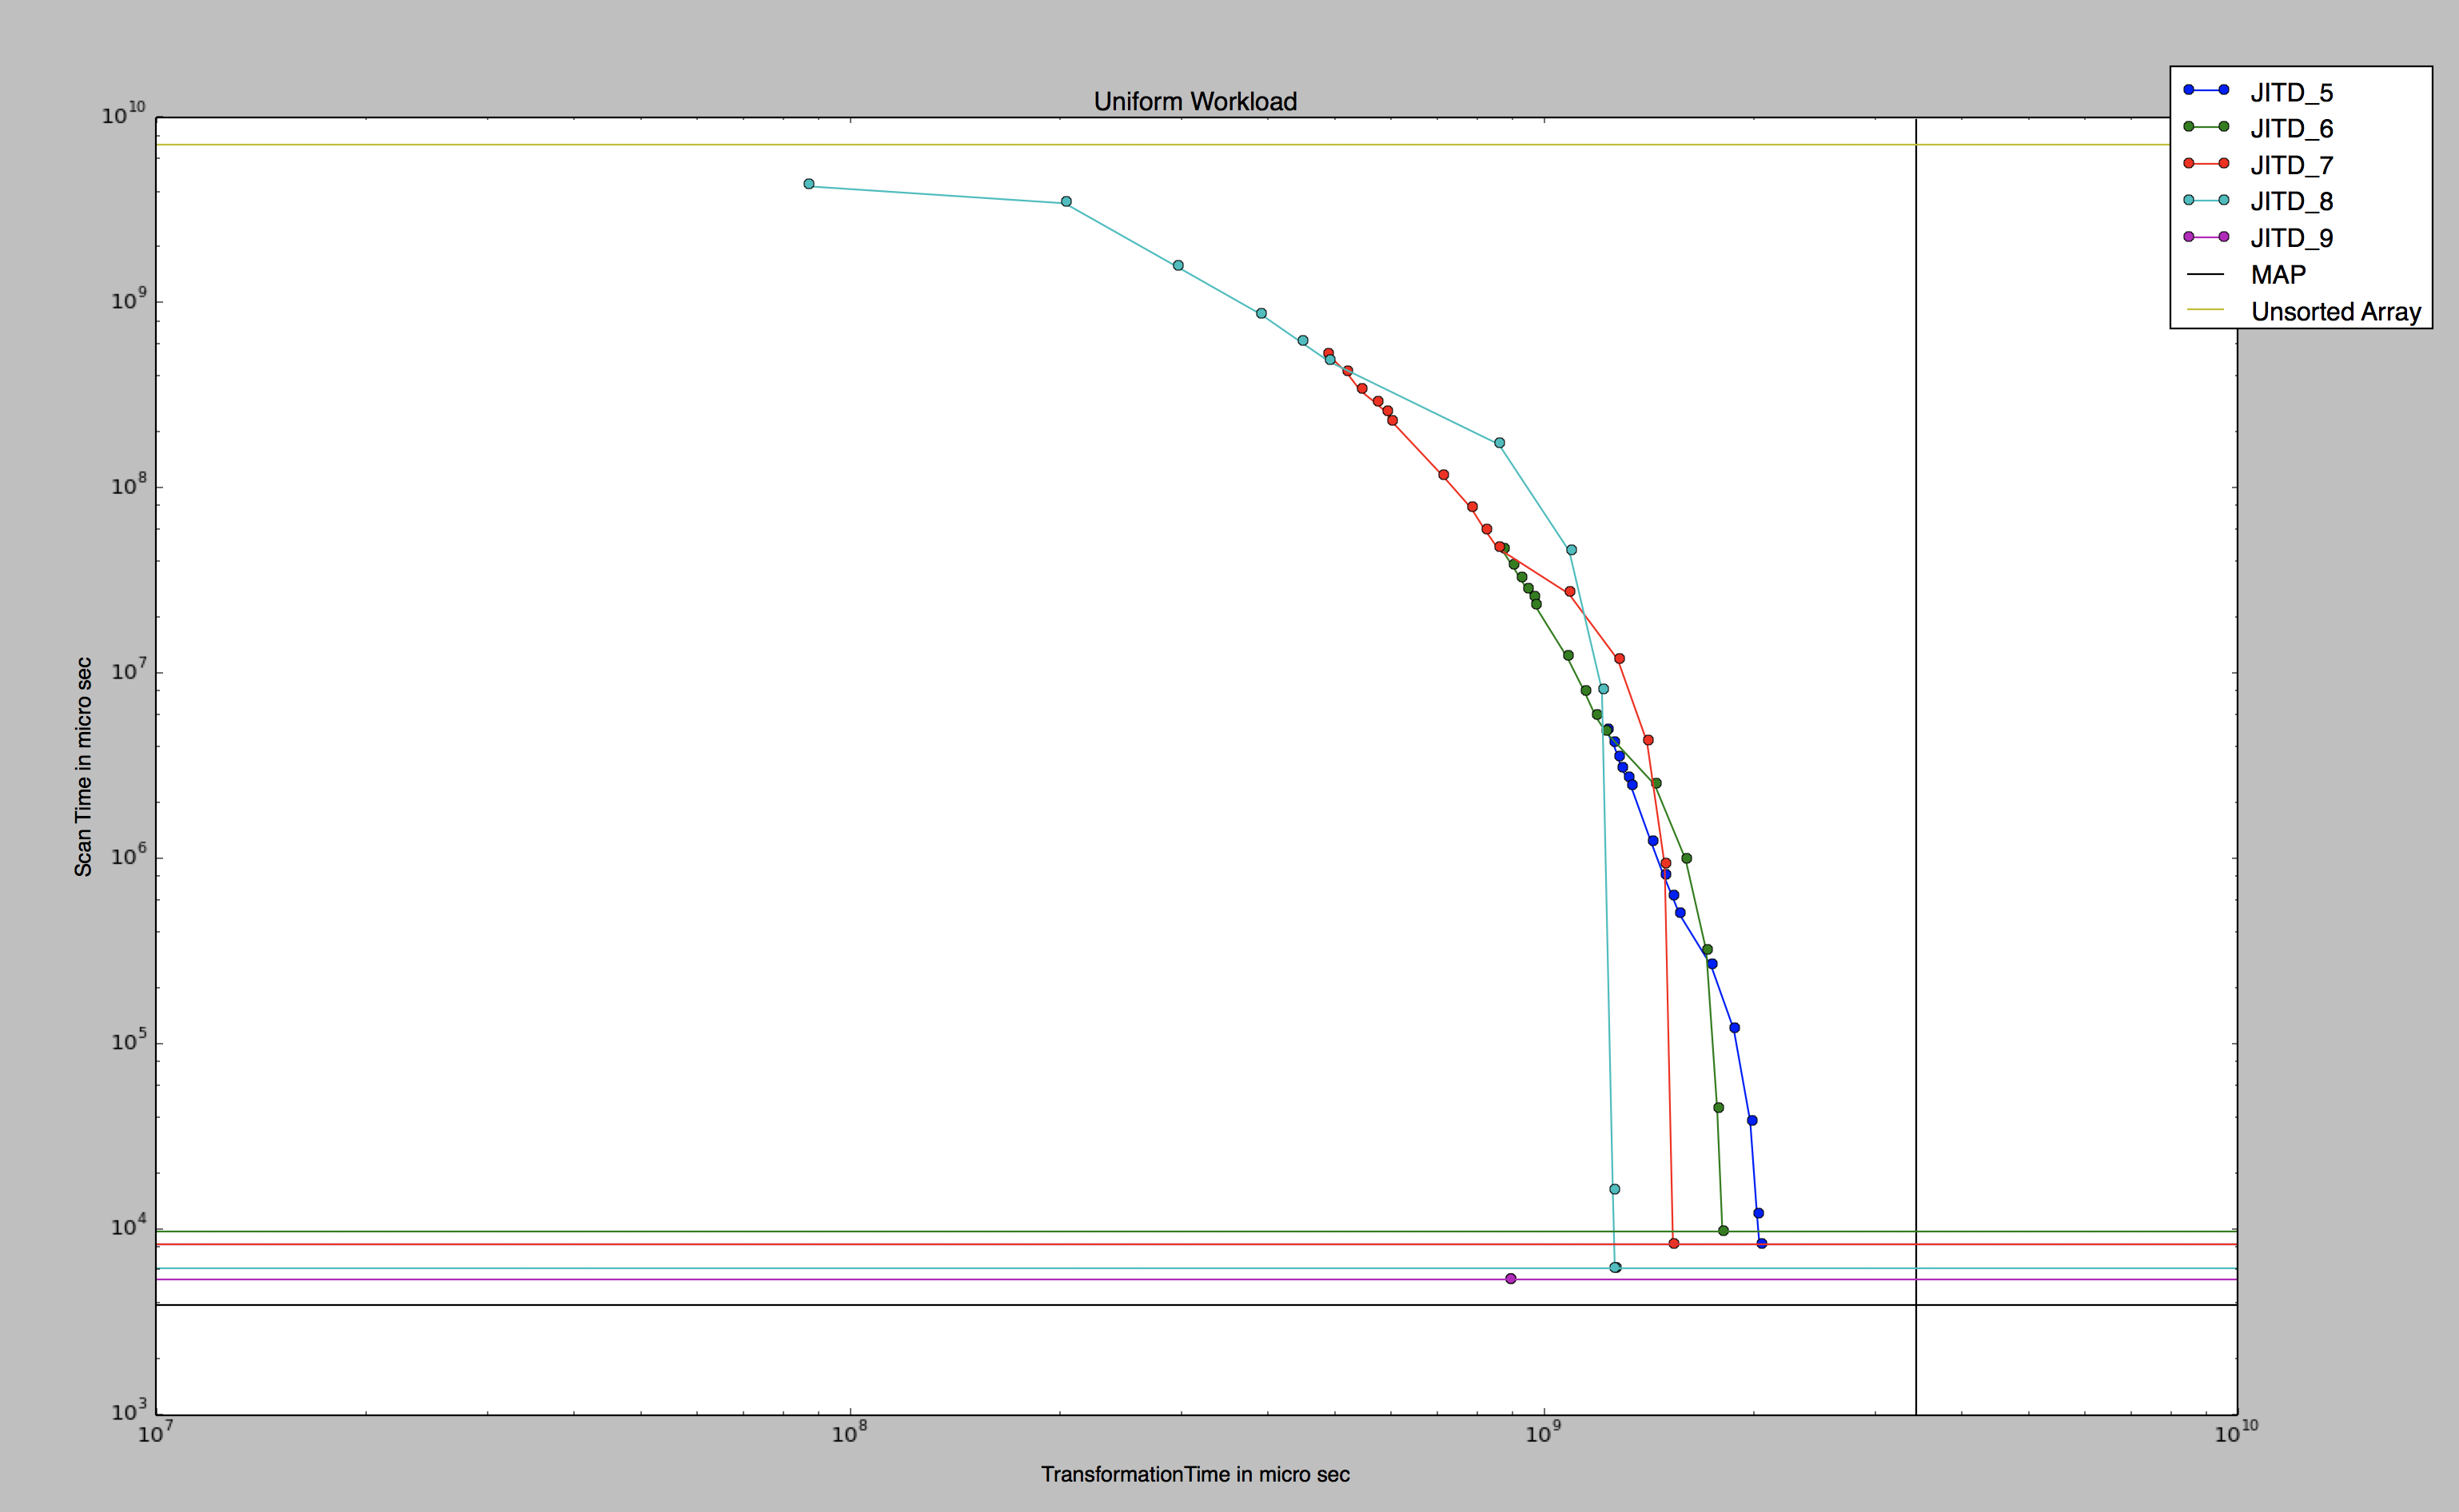 Uniform Workload
JITD_5
JITD_6
JITD_7
JITD_8
JITD_9
MAP
Unsorted Array
Scan Time in micro sec
10^10
10^9
10^8
10^7
10^6
10^5
10^4
10^3
10^7
10^8
10^9
10^10
TransformationTime in micro sec